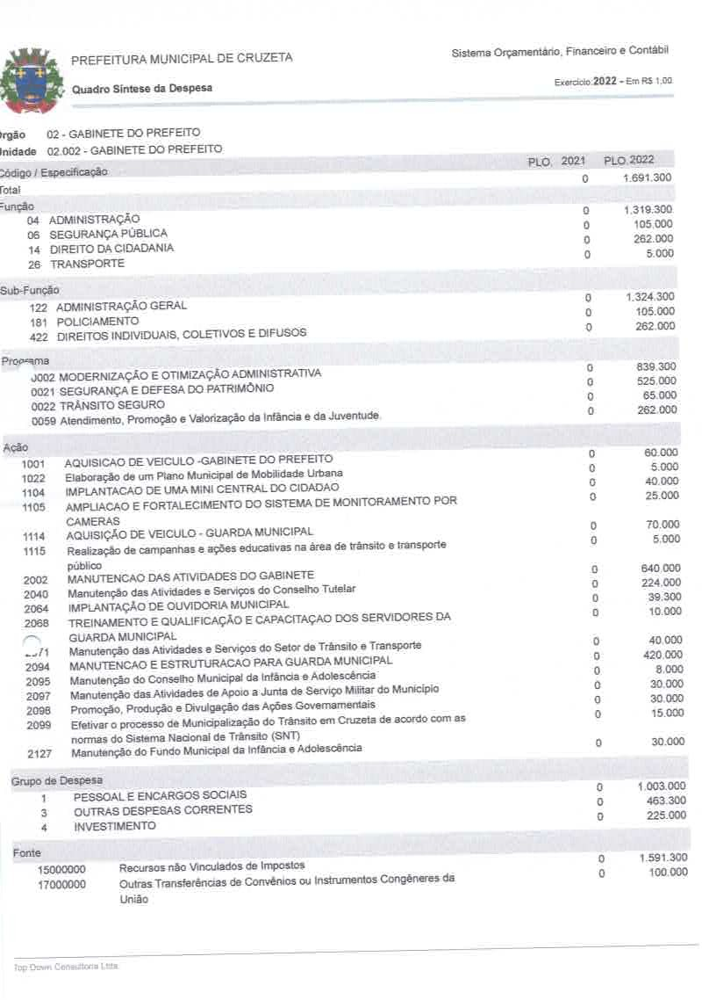 PREFEITURA MUNICIPAL DE CRUZETA
Sistema Orçamentário, Financeiro e Contábil
Quadro Síntese da Despesa
Exercício:2022 - Em R$ 1,00
rgão 02 - GABINETE DO PREFEITO
nidade 02.002 - GABINETE DO PREFEITO
Código / Especificação PLO. 2021 PLO.2022
Total 0 1.691.300
Função
04 ADMINISTRAÇÃO 0 1.319.300
06 SEGURANÇA PÚBLICA 0 105.000
14 DIREITO DA CIDADANIA 0 262.000
26 TRANSPORTE 0 5.000
Sub-Função
122 ADMINISTRAÇÃO GERAL 0 1.324.300
181 POLICIAMENTO 0 105.000
422 DIREITOS INDIVIDUAIS, COLETIVOS E DIFUSOS 0 262.000
Programa
0002 MODERNIZAÇÃO E OTIMIZAÇÃO ADMINISTRATIVA 0 839.300
0021 SEGURANÇA E DEFESA DO PATRIMÔNIO 0 525.000
0022 TRÂNSITO SEGURO 0 65.000
0059 Atendimento, Promoção e Valorização da Infância e da Juventude. 0 262.000
Ação
1001 AQUISICAO DE VEICULO -GABINETE DO PREFEITO 0 60.000
1022 Elaboração de um Plano Municipal de Mobilidade Urbana 0 5.000
1104 IMPLANTACAO DE UMA MINI CENTRAL DO CIDADAO 0 40.000
1105 AMPLIACAO E FORTALECIMENTO DO SISTEMA DE MONITORAMENTO POR 0 25.000
CAMERAS
1114 AQUISIÇÃO DE VEICULO - GUARDA MUNICIPAL 0 70.000
1115 Realização de campanhas e ações educativas na área de trânsito e transporte 0 5.000
público
2002 MANUTENCAO DAS ATIVIDADES DO GABINETE 0 640.000
2040 Manutenção das Atividades e Serviços do Conselho Tutelar 0 224.000
2064 IMPLANTAÇÃO DE OUVIDORIA MUNICIPAL 0 39.300
2068 TREINAMENTO E QUALIFICAÇÃO E CAPACITAÇAO DOS SERVIDORES DA 0 10.000
GUARDA MUNICIPAL
71 Manutenção das Atividades e Serviços do Setor de Trânsito e Transporte 0 40.000
2094 MANUTENCAO E ESTRUTURACAO PARA GUARDA MUNICIPAL 0 420.000
2095 Manutenção do Conselho Municipal da Infância e Adolescência 0 8.000
2097 Manutenção das Atividades de Apoio a Junta de Serviço Militar do Município 0 30.000
2098 Promoção, Produção e Divulgação das Ações Governamentais 0 30.000
2099 Efetivar o processo de Municipalização do Trânsito em Cruzeta de acordo com as 0 15.000
normas do Sistema Nacional de Trânsito (SNT)
2127 Manutenção do Fundo Municipal da Infância e Adolescência 0 30.000
Grupo de Despesa
1 PESSOAL E ENCARGOS SOCIAIS 0 1.003.000
3 OUTRAS DESPESAS CORRENTES 0 463.300
4 INVESTIMENTO 0 225.000
Fonte
15000000 Recursos não Vinculados de Impostos 0 1.591.300
17000000 Outras Transferências de Convênios ou Instrumentos Congêneres da 0 100.000
União
Top Down Consultoria Ltda.